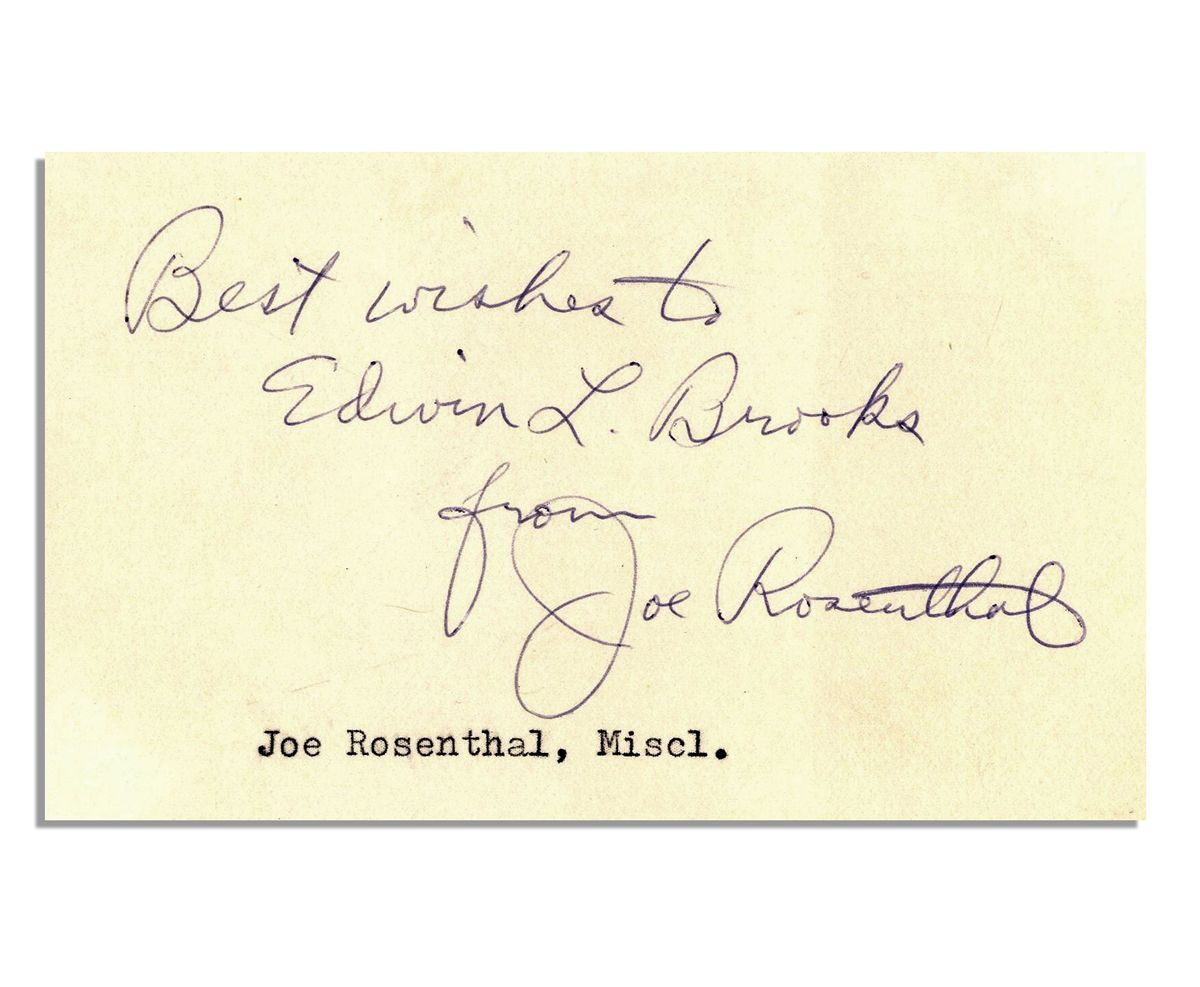 Best wishes to
Edwin L. Brooks
from
Joe Rosenthal
Joe Rosenthal, Miscl.